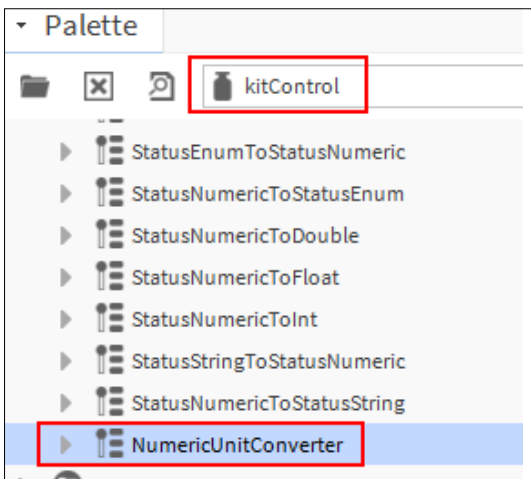 Palette
kitControl
StatusEnumToStatusNumeric
StatusNumericToStatusEnum
StatusNumericToDouble
StatusNumericToFloat
StatusNumericToInt
StatusStringToStatusNumeric
StatusNumericToStatusString
NumericUnitConverter